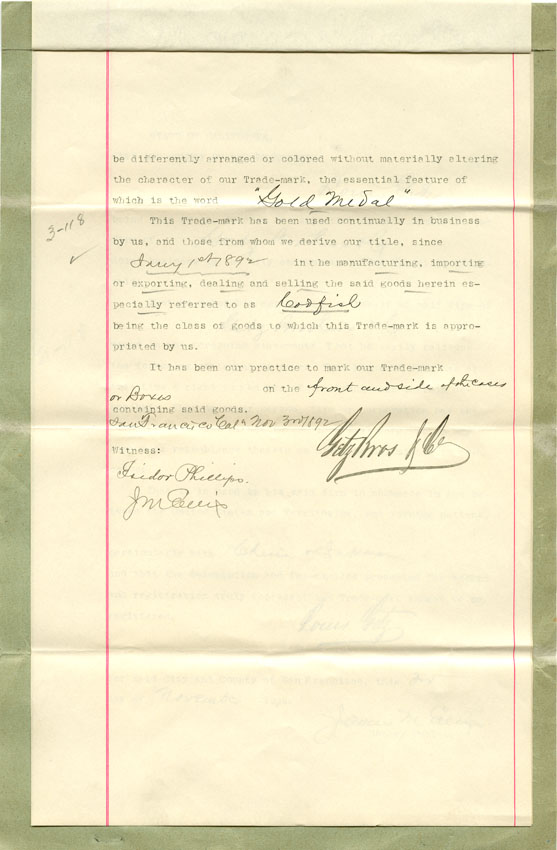 be differently arranged or colored without materially altering
the character of our Trade-mark, the essential feature of
which is the word "Gold Medal"
3-118
This Trade-mark has been used continually in business
by us, and those from whom we derive our title, since
Jany 1st 1892 in the manufacturing, importing
or exporting, dealing and selling the said goods herein es-
pecially referred to as Codfish
being the class of goods to which this Trade-mark is appro-
priated by us.
It has been our practice to mark our Trade-mark
on the front and side of the cases
or Boxes
containing said goods.
San Francisco Cal Nov 3rd 1892
Getz Bros & Co
Witness:
Isidor Phillips.
J M Ellis